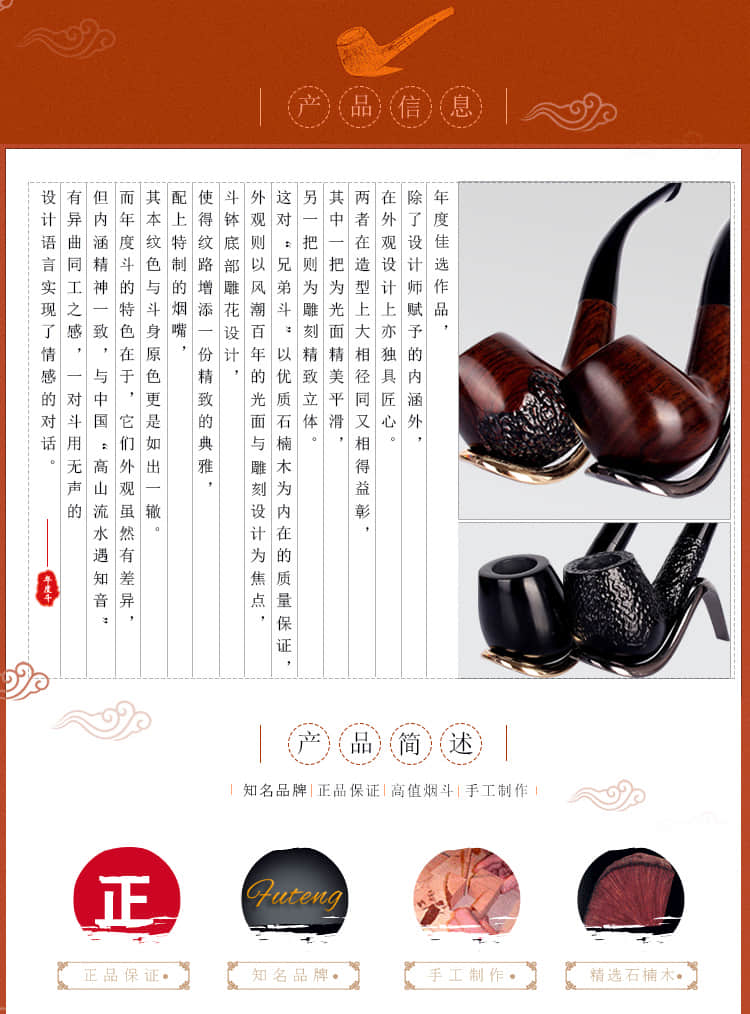 产品信息
年度佳选作品，
除了设计师赋予的内涵外，
在外观设计上亦独具匠心。
两者在造型上大相径同又相得益彰，
其中一把为光面精美平滑，
另一把则为雕刻精致立体。
这对“兄弟斗”以优质石楠木为内在的质量保证，
外观则以风潮百年的光面与雕刻设计为焦点，
斗钵底部雕花设计，
使得纹路增添一份精致的典雅，
配上特制的烟嘴，
其本纹色与斗身原色更是如出一辙。
而年度斗的特色在于，它们外观虽然有差异，
但内涵精神一致，与中国“高山流水遇知音”
有异曲同工之感，一对斗用无声的
设计语言实现了情感的对话。
年度斗
产品简述
知名品牌|正品保证|高值烟斗|手工制作
正
Futeng
正品保证
知名品牌
手工制作
精选石楠木